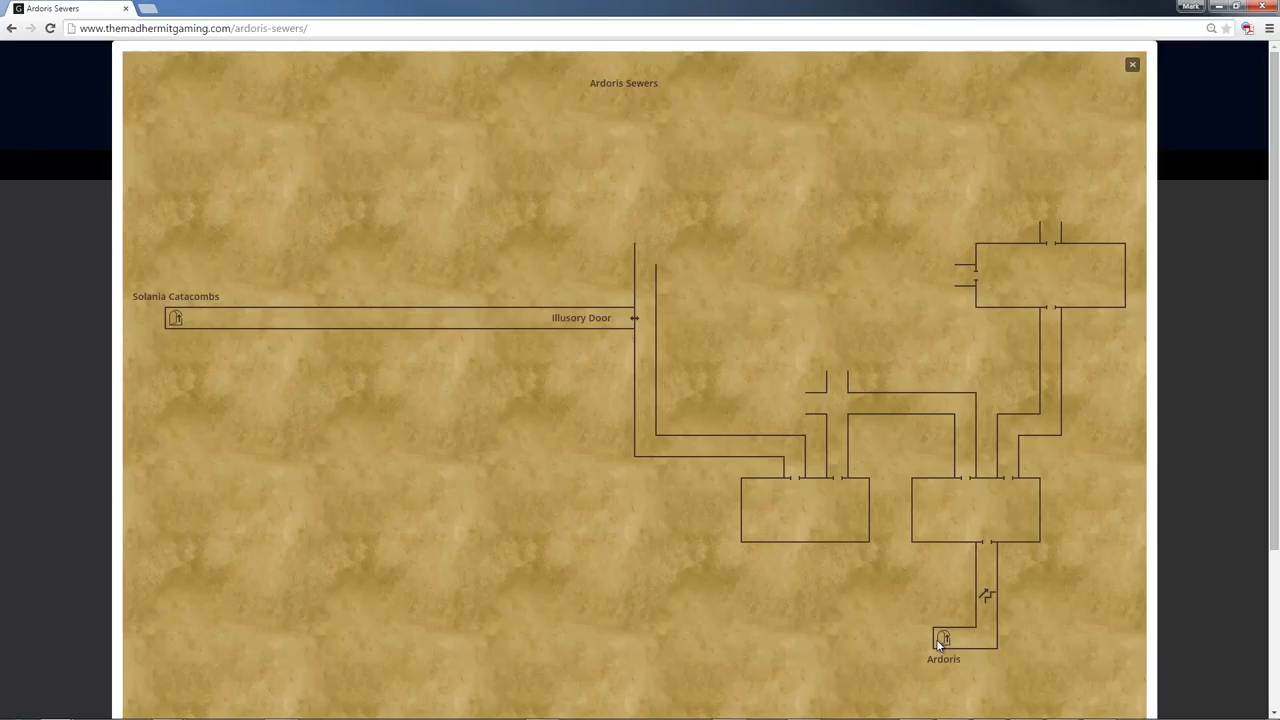 Ardoris Sewers
Mark
www.themadhermitgaming.com/ardoris-sewers/
Ardoris Sewers
Solania Catacombs
Illusory Door
Ardoris